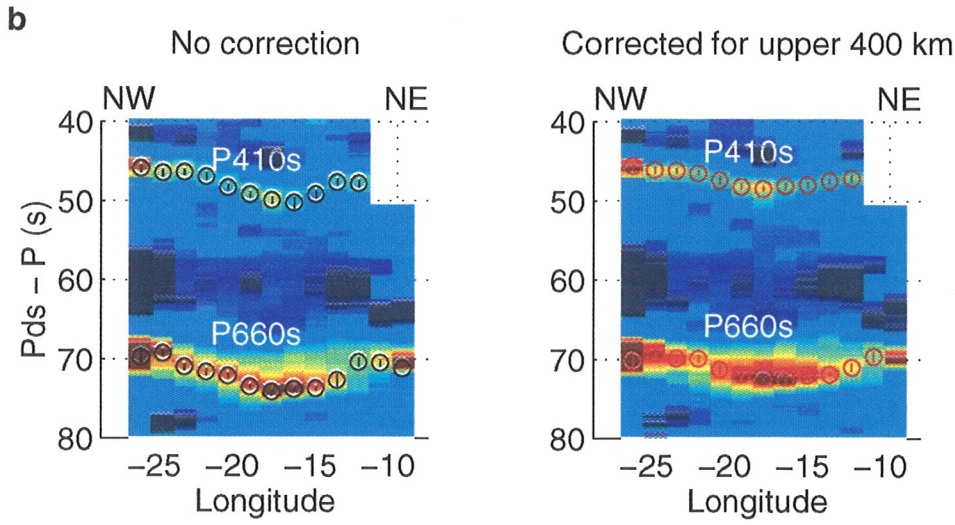 b
No correction
Corrected for upper 400 km
NW NE
NW NE
40
50
60
70
80
Pds – P (s)
P410s
P660s
P410s
P660s
40
50
60
70
80
–25 –20 –15 –10
–25 –20 –15 –10
Longitude
Longitude